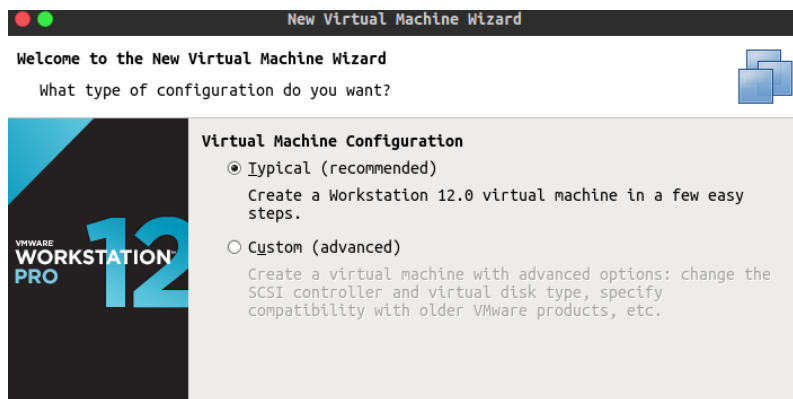 New Virtual Machine Wizard
Welcome to the New Virtual Machine Wizard
What type of configuration do you want?
Virtual Machine Configuration
Typical (recommended)
Create a Workstation 12.0 virtual machine in a few easy
steps.
Custom (advanced)
Create a virtual machine with advanced options: change the
SCSI controller and virtual disk type, specify
compatibility with older VMware products, etc.
VMWARE
WORKSTATION™
PRO
12